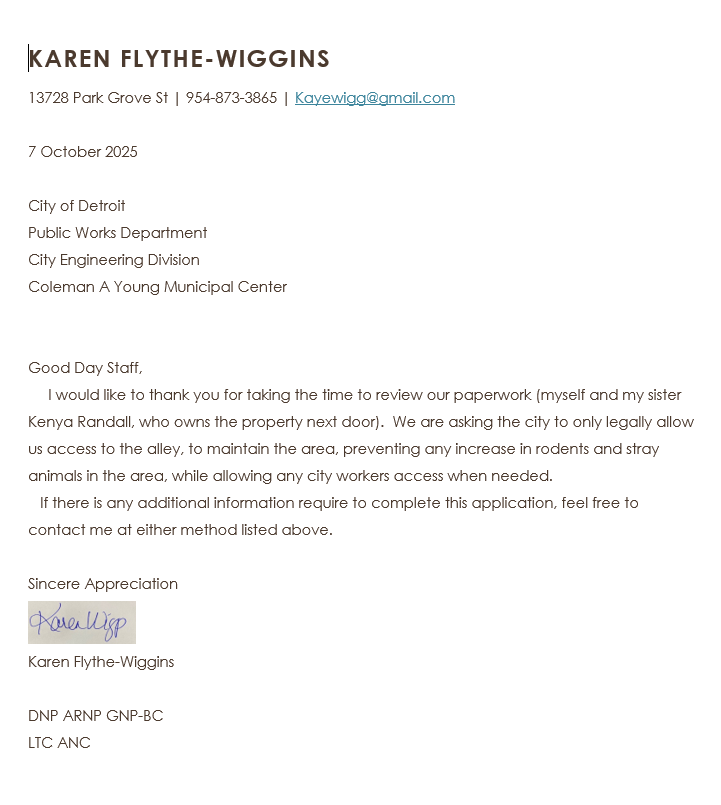 KAREN FLYTHE-WIGGINS
13728 Park Grove St | 954-873-3865 | Kayewigg@gmail.com
7 October 2025
City of Detroit
Public Works Department
City Engineering Division
Coleman A Young Municipal Center
Good Day Staff,
I would like to thank you for taking the time to review our paperwork (myself and my sister
Kenya Randall, who owns the property next door).  We are asking the city to only legally allow
us access to the alley, to maintain the area, preventing any increase in rodents and stray
animals in the area, while allowing any city workers access when needed.
If there is any additional information require to complete this application, feel free to
contact me at either method listed above.
Sincere Appreciation
Karen Wigg
Karen Flythe-Wiggins
DNP ARNP GNP-BC
LTC ANC